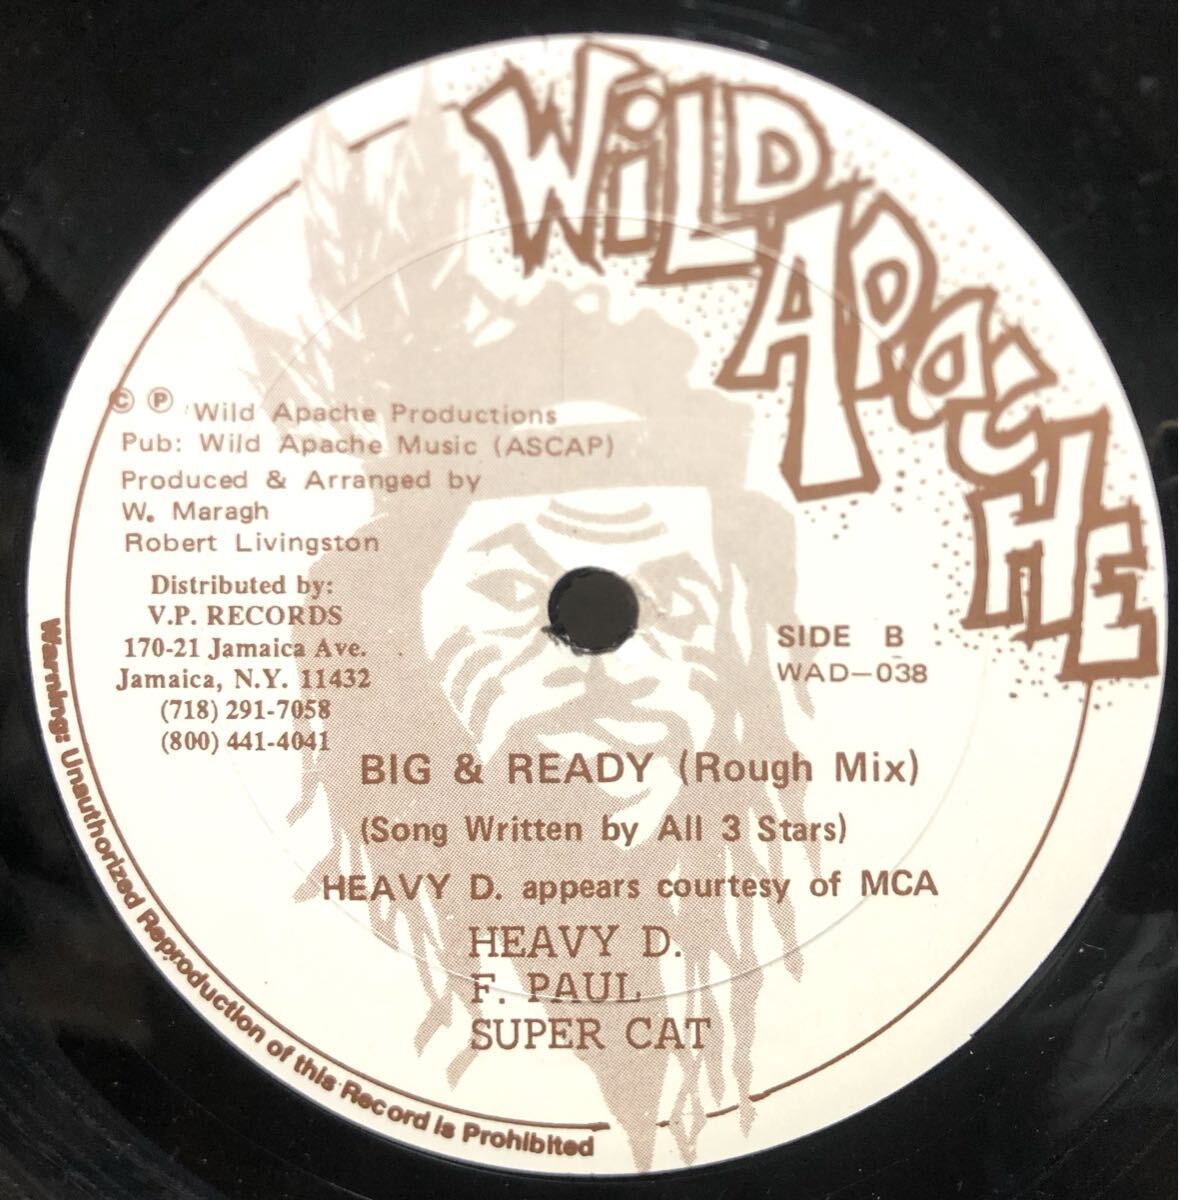 WiLD
APACHE
© ℗ Wild Apache Productions
Pub: Wild Apache Music (ASCAP)
Produced & Arranged by
W. Maragh
Robert Livingston
Distributed by:
V.P. RECORDS
170-21 Jamaica Ave.
Jamaica, N.Y. 11432
(718) 291-7058
(800) 441-4041
SIDE B
WAD-038
BIG & READY (Rough Mix)
(Song Written by All 3 Stars)
HEAVY D. appears courtesy of MCA
HEAVY D.
F. PAUL
SUPER CAT
Warning: Unauthorized Reproduction of this Record is Prohibited